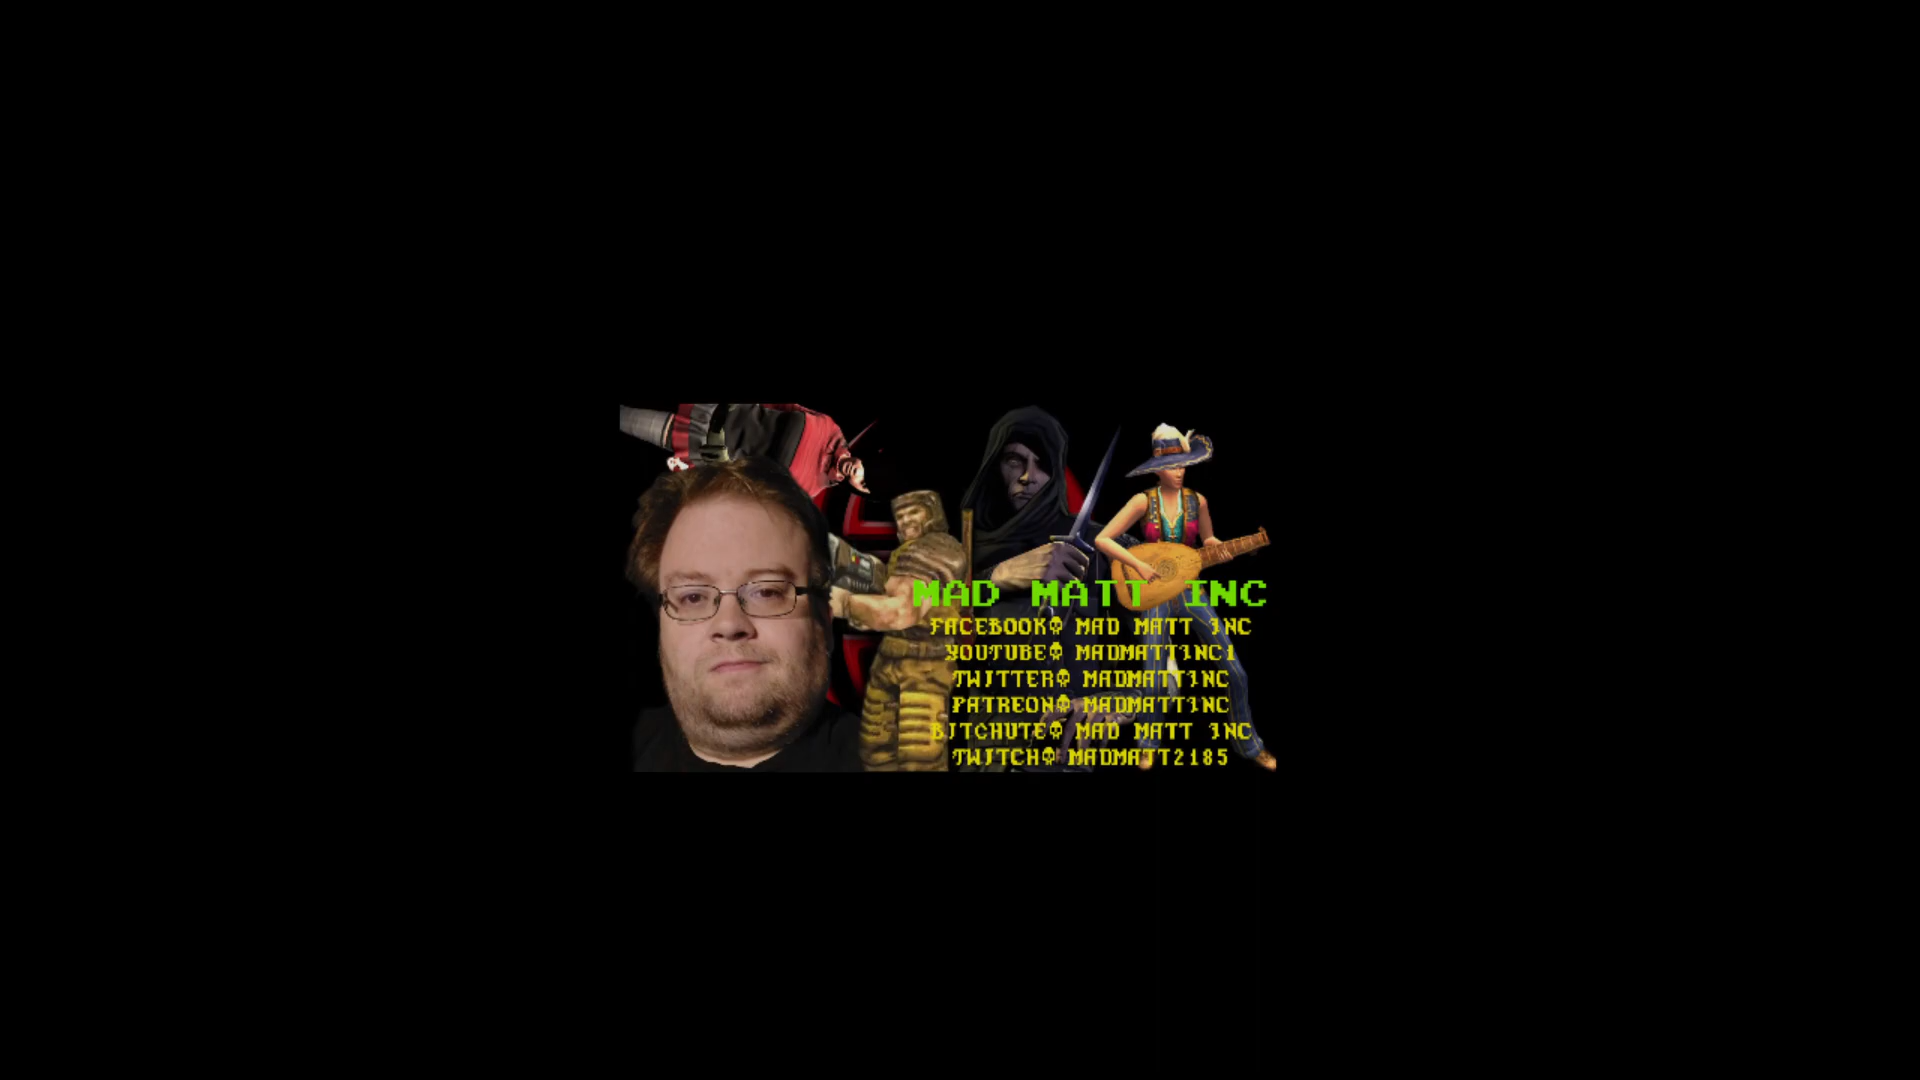 MAD MATT INC
FACEBOOK MAD MATT INC
YOUTUBE MADMATTINC1
TWITTER MADMATTINC
PATREON MADMATTINC
BITCHUTE MAD MATT INC
TWITCH MADMATT2185